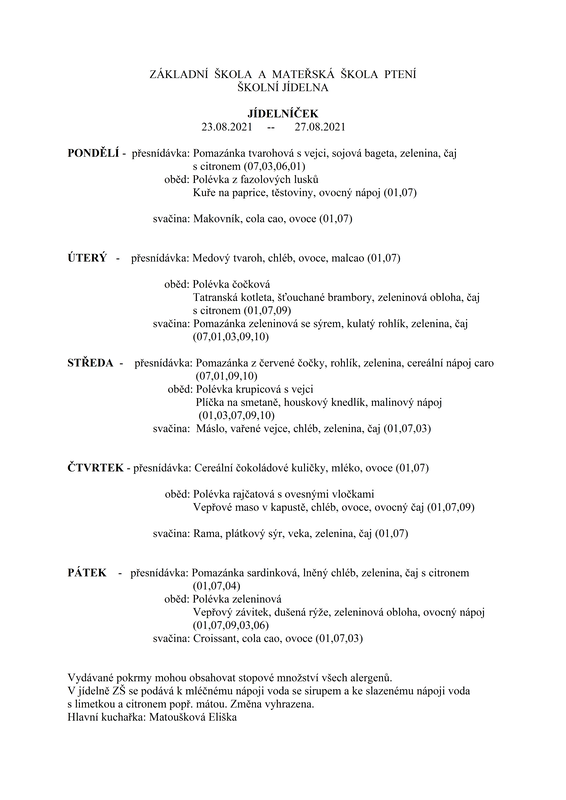 ZÁKLADNÍ ŠKOLA A MATEŘSKÁ ŠKOLA PTENÍ
ŠKOLNÍ JÍDELNA
JÍDELNÍČEK
23.08.2021 -- 27.08.2021
PONDĚLÍ - přesnídávka: Pomazánka tvarohová s vejci, sojová bageta, zelenina, čaj
s citronem (07,03,06,01)
oběd: Polévka z fazolových lusků
Kuře na paprice, těstoviny, ovocný nápoj (01,07)
svačina: Makovník, cola cao, ovoce (01,07)
ÚTERÝ - přesnídávka: Medový tvaroh, chléb, ovoce, malcao (01,07)
oběd: Polévka čočková
Tatranská kotleta, šťouchané brambory, zeleninová obloha, čaj
s citronem (01,07,09)
svačina: Pomazánka zeleninová se sýrem, kulatý rohlík, zelenina, čaj
(07,01,03,09,10)
STŘEDA - přesnídávka: Pomazánka z červené čočky, rohlík, zelenina, cereální nápoj caro
(07,01,09,10)
oběd: Polévka krupicová s vejci
Plíčka na smetaně, houskový knedlík, malinový nápoj
(01,03,07,09,10)
svačina: Máslo, vařené vejce, chléb, zelenina, čaj (01,07,03)
ČTVRTEK - přesnídávka: Cereální čokoládové kuličky, mléko, ovoce (01,07)
oběd: Polévka rajčatová s ovesnými vločkami
Vepřové maso v kapustě, chléb, ovoce, ovocný čaj (01,07,09)
svačina: Rama, plátkový sýr, veka, zelenina, čaj (01,07)
PÁTEK - přesnídávka: Pomazánka sardinková, lněný chléb, zelenina, čaj s citronem
(01,07,04)
oběd: Polévka zeleninová
Vepřový závitek, dušená rýže, zeleninová obloha, ovocný nápoj
(01,07,09,03,06)
svačina: Croissant, cola cao, ovoce (01,07,03)
Vydávané pokrmy mohou obsahovat stopové množství všech alergenů.
V jídelně ZŠ se podává k mléčnému nápoji voda se sirupem a ke slazenému nápoji voda
s limetkou a citronem popř. mátou. Změna vyhrazena.
Hlavní kuchařka: Matoušková Eliška